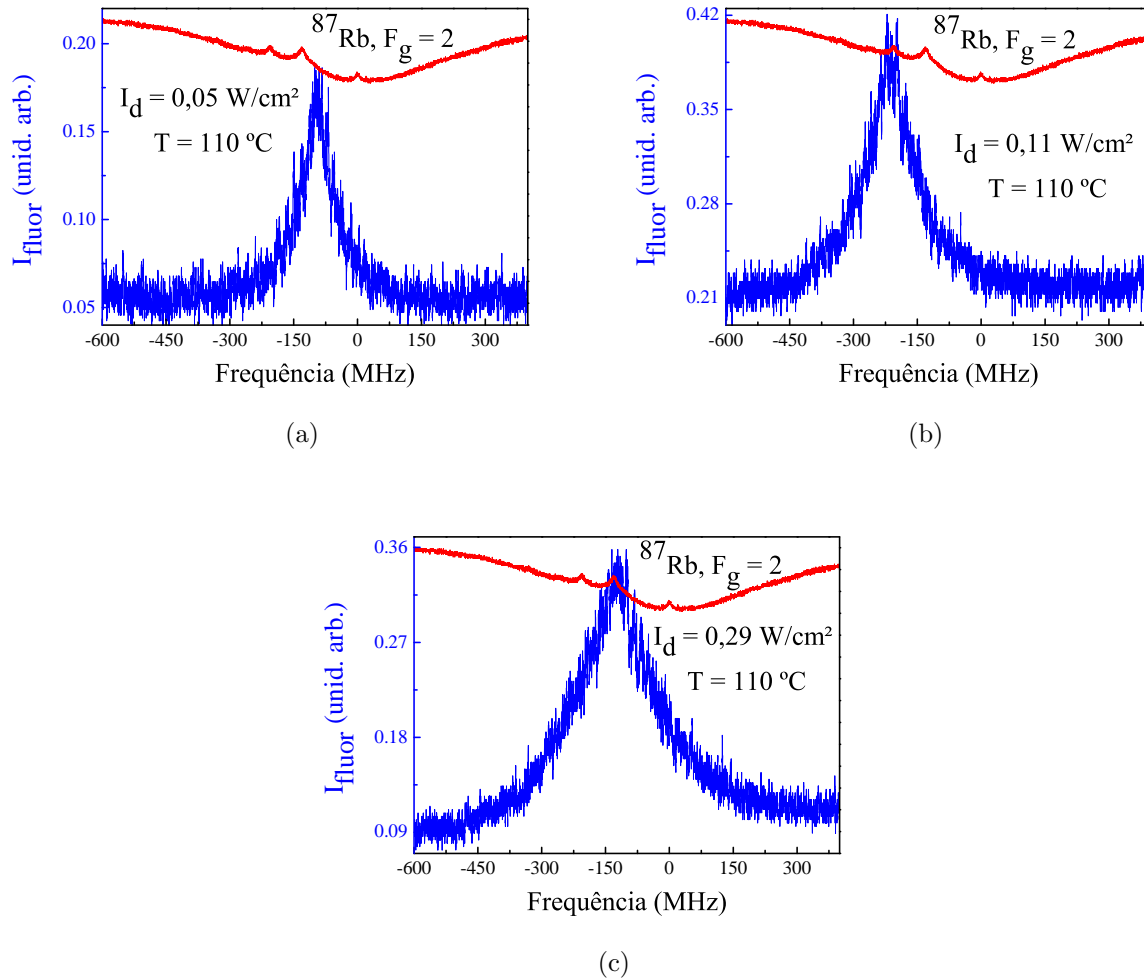 0.20
0.15
0.10
0.05
I_fluor (unid. arb.)
⁸⁷Rb, F_g = 2
I_d = 0,05 W/cm²
T = 110 ºC
-600 -450 -300 -150 0 150 300
Frequência (MHz)
(a)
0.42
0.35
0.28
0.21
I_fluor (unid. arb.)
⁸⁷Rb, F_g = 2
I_d = 0,11 W/cm²
T = 110 ºC
-600 -450 -300 -150 0 150 300
Frequência (MHz)
(b)
0.36
0.27
0.18
0.09
I_fluor (unid. arb.)
⁸⁷Rb, F_g = 2
I_d = 0,29 W/cm²
T = 110 ºC
-600 -450 -300 -150 0 150 300
Frequência (MHz)
(c)